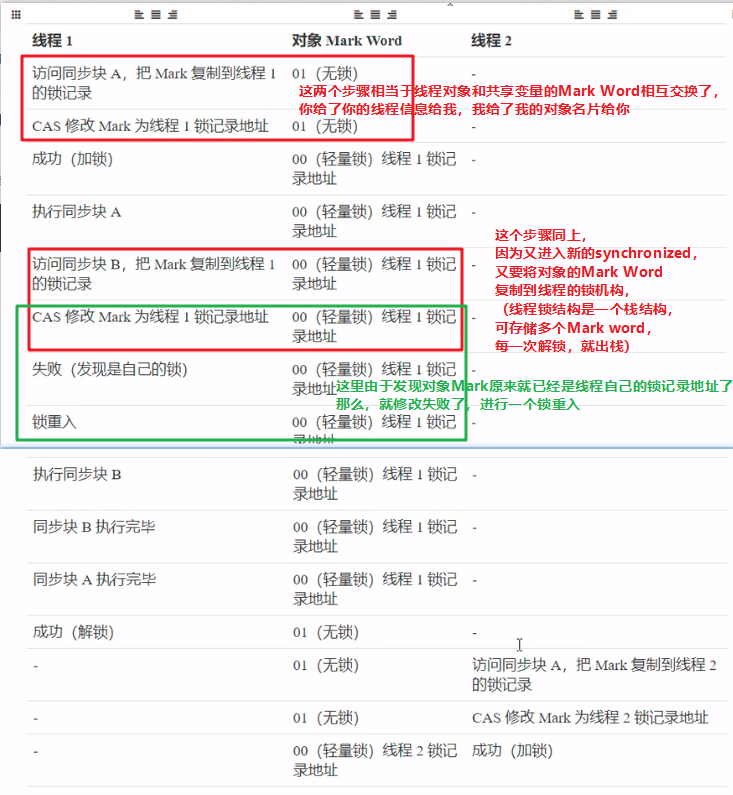 线程 1 对象 Mark Word 线程 2
访问同步块 A，把 Mark 复制到线程 1 01（无锁） -
的锁记录
这两个步骤相当于线程对象和共享变量的Mark Word相互交换了，
你给了你的线程信息给我，我给了我的对象名片给你
CAS 修改 Mark 为线程 1 锁记录地址 01（无锁） -
成功（加锁） 00（轻量锁）线程 1 锁记 -
录地址
执行同步块 A 00（轻量锁）线程 1 锁记 -
录地址
这个步骤同上，
因为又进入新的synchronized，
又要将对象的Mark Word
复制到线程的锁机构，
（线程锁结构是一个栈结构，
可存储多个Mark word，
每一次解锁，就出栈）
访问同步块 B，把 Mark 复制到线程 1 00（轻量锁）线程 1 锁记 -
的锁记录 录地址
CAS 修改 Mark 为线程 1 锁记录地址 00（轻量锁）线程 1 锁记 -
录地址
失败（发现是自己的锁） 00（轻量锁）线程 1 锁记 -
录地址
这里由于发现对象Mark原来就已经是线程自己的锁记录地址了
那么，就修改失败了，进行一个锁重入
锁重入 00（轻量锁）线程 1 锁记 -
录地址
执行同步块 B 00（轻量锁）线程 1 锁记 -
录地址
同步块 B 执行完毕 00（轻量锁）线程 1 锁记 -
录地址
同步块 A 执行完毕 00（轻量锁）线程 1 锁记 -
录地址
成功（解锁） 01（无锁） -
- 01（无锁） 访问同步块 A，把 Mark 复制到线程 2
的锁记录
- 01（无锁） CAS 修改 Mark 为线程 2 锁记录地址
- 00（轻量锁）线程 2 锁记 成功（加锁）
录地址